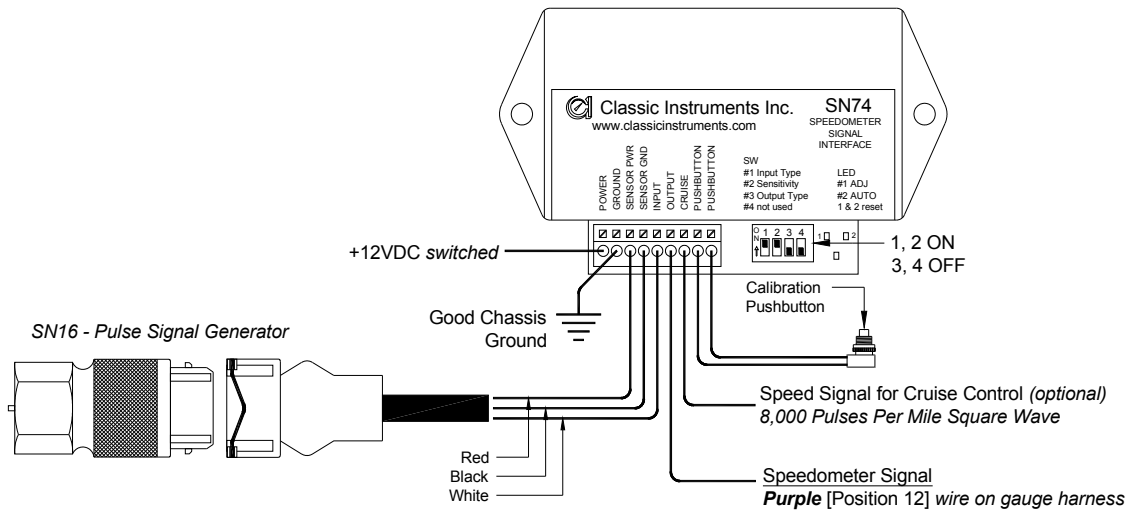 Classic Instruments Inc.
www.classicinstruments.com
SN74
SPEEDOMETER
SIGNAL
INTERFACE
POWER
GROUND
SENSOR PWR
SENSOR GND
INPUT
OUTPUT
CRUISE
PUSHBUTTON
PUSHBUTTON
SW
#1 Input Type
#2 Sensitivity
#3 Output Type
#4 not used
LED
#1 ADJ
#2 AUTO
1 & 2 reset
ON
1 2 3 4
1
2
+12VDC switched
1, 2 ON
3, 4 OFF
Calibration
Pushbutton
Good Chassis
Ground
SN16 - Pulse Signal Generator
Speed Signal for Cruise Control (optional)
8,000 Pulses Per Mile Square Wave
Red
Black
White
Speedometer Signal
Purple [Position 12] wire on gauge harness